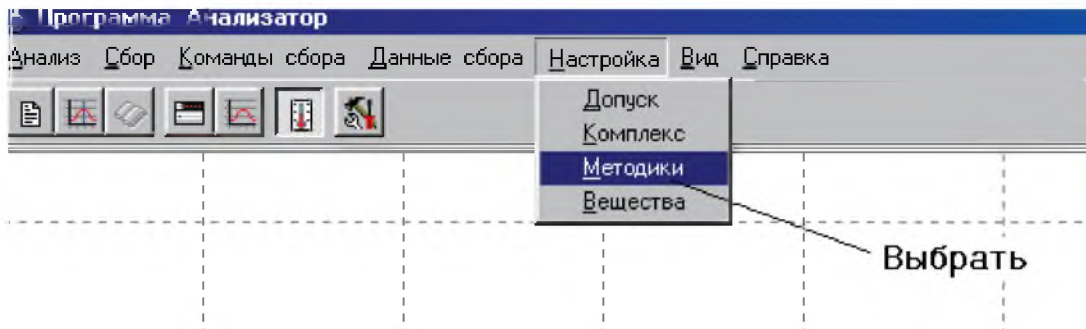 Программа Анализатор
Анализ Сбор Команды сбора Данные сбора Настройка Вид Справка
Допуск
Комплекс
Методики
Вещества
Выбрать